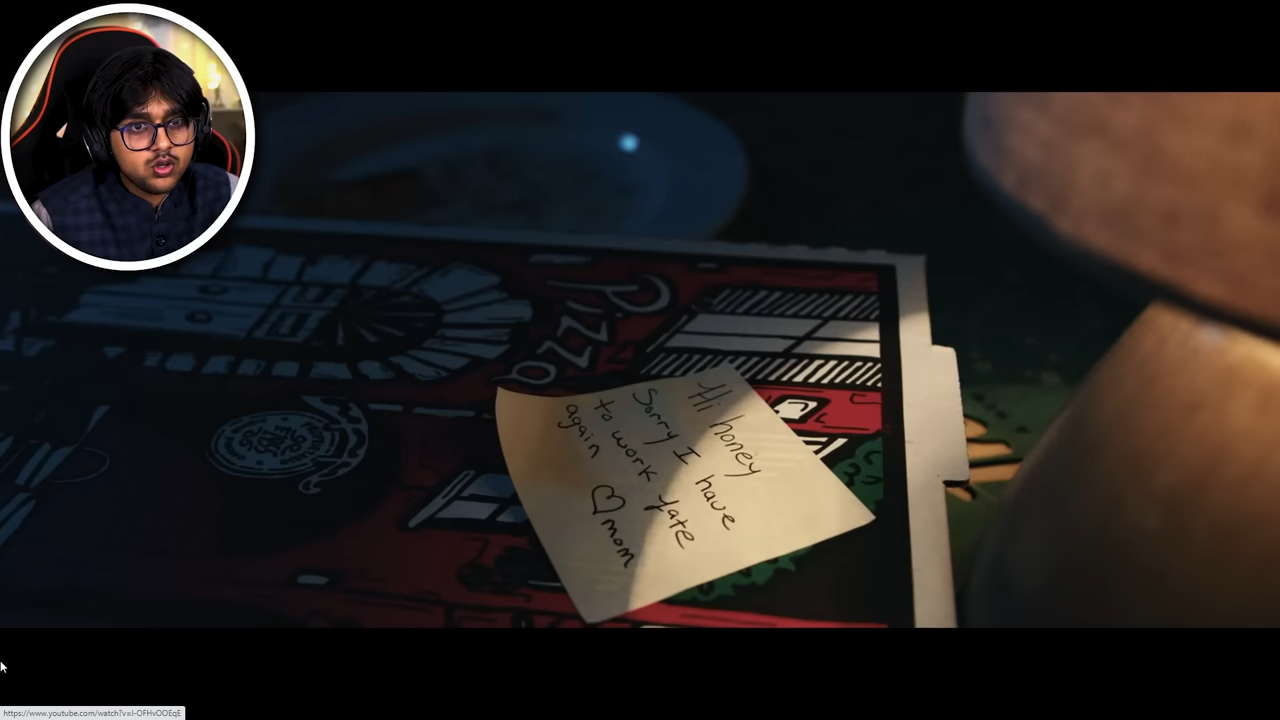 Pizza
Hi honey
Sorry I have
to work late
again
♡mom
https://www.youtube.com/watch?v=I-OFHvOOEqE